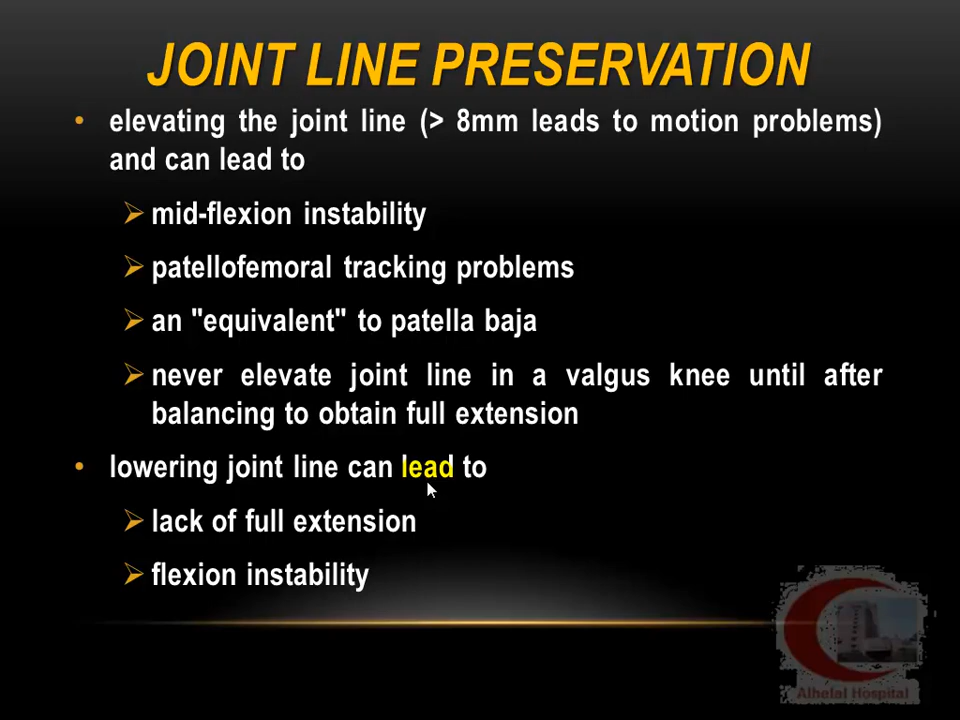 JOINT LINE PRESERVATION
• elevating the joint line (> 8mm leads to motion problems)
and can lead to
➢ mid-flexion instability
➢ patellofemoral tracking problems
➢ an "equivalent" to patella baja
➢ never elevate joint line in a valgus knee until after
balancing to obtain full extension
• lowering joint line can lead to
➢ lack of full extension
➢ flexion instability
Alhelal Hospital